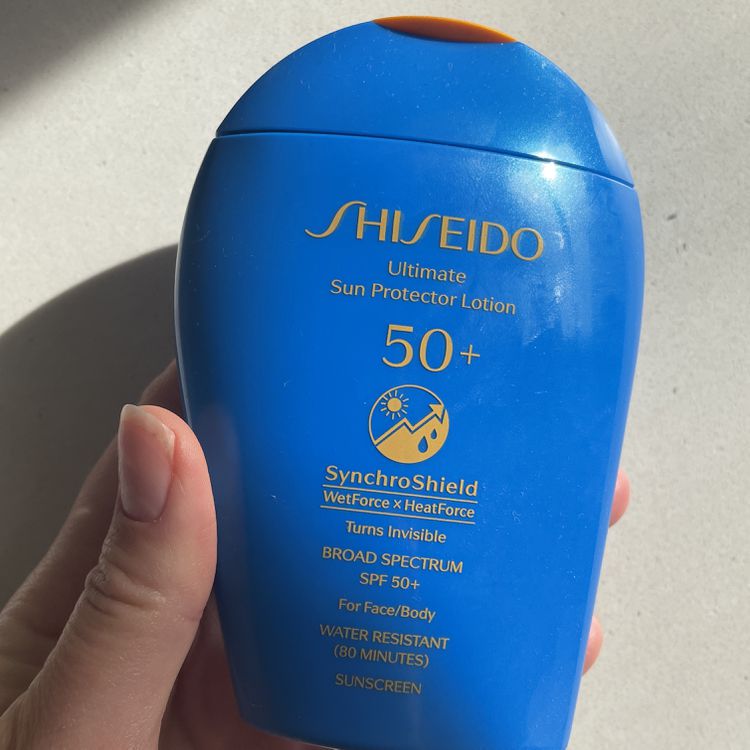 SHISEIDO
Ultimate
Sun Protector Lotion
50+
SynchroShield
WetForce × HeatForce
Turns Invisible
BROAD SPECTRUM
SPF 50+
For Face/Body
WATER RESISTANT
(80 MINUTES)
SUNSCREEN